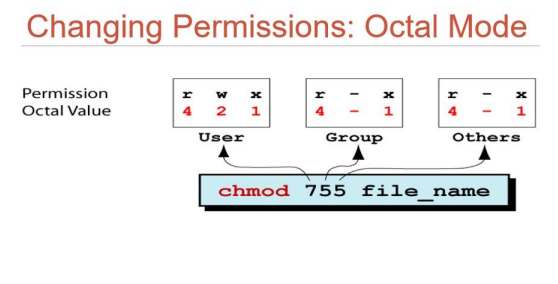 Changing Permissions: Octal Mode
Permission r w x r – x r – x
Octal Value 4 2 1 4 – 1 4 – 1
User Group Others
chmod 755 file_name